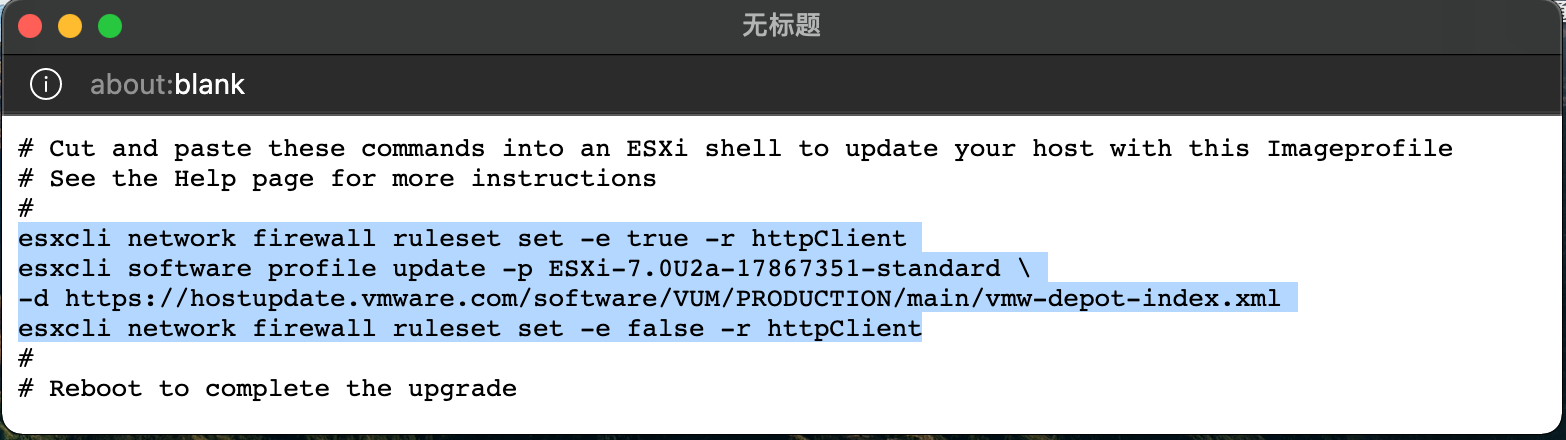 无标题
about:blank
# Cut and paste these commands into an ESXi shell to update your host with this Imageprofile
# See the Help page for more instructions
#
esxcli network firewall ruleset set -e true -r httpClient
esxcli software profile update -p ESXi-7.0U2a-17867351-standard \
-d https://hostupdate.vmware.com/software/VUM/PRODUCTION/main/vmw-depot-index.xml
esxcli network firewall ruleset set -e false -r httpClient
#
# Reboot to complete the upgrade